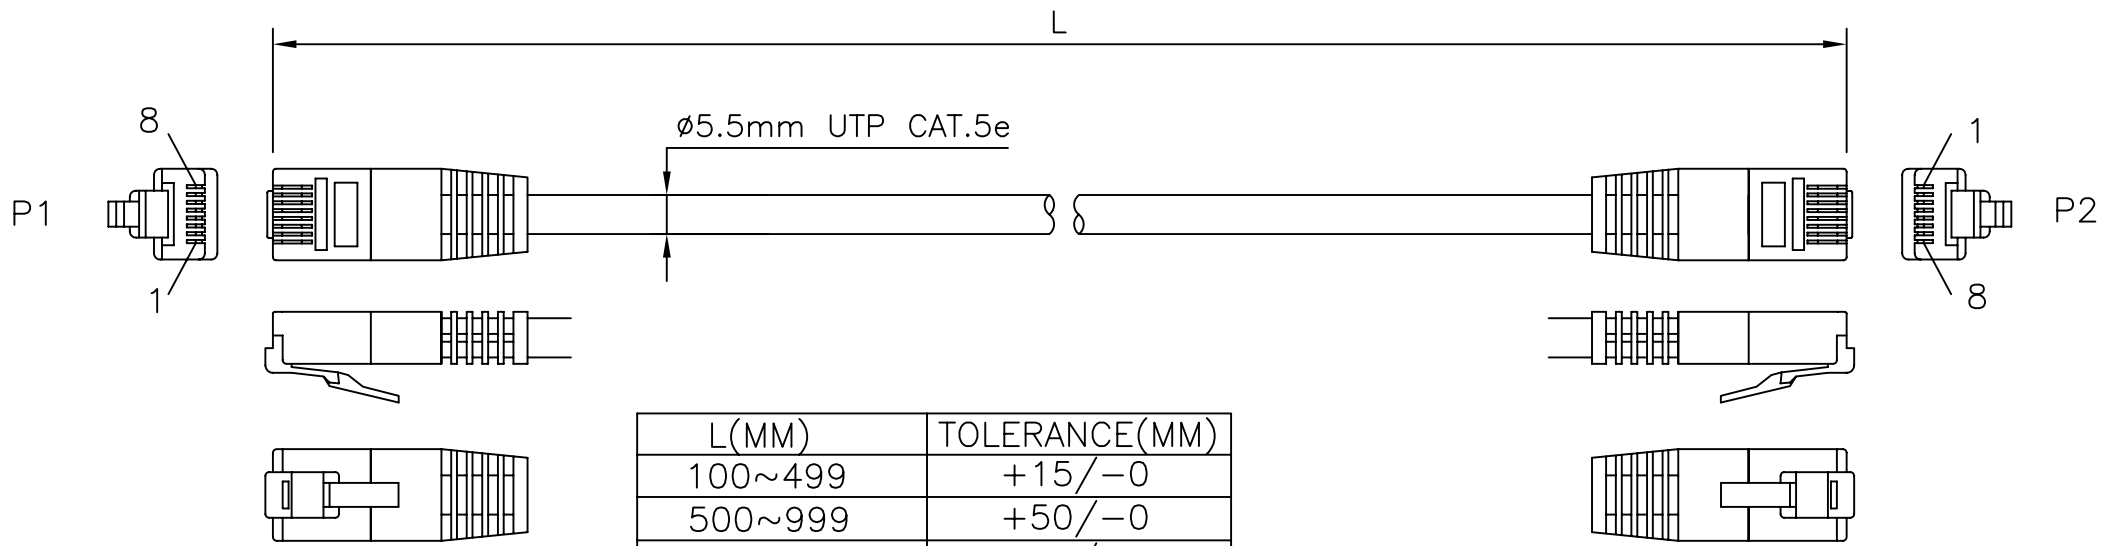 L
ø5.5mm UTP CAT.5e
8
1
P1
P2
1
8
L(MM) TOLERANCE(MM)
100~499 +15/-0
500~999 +50/-0